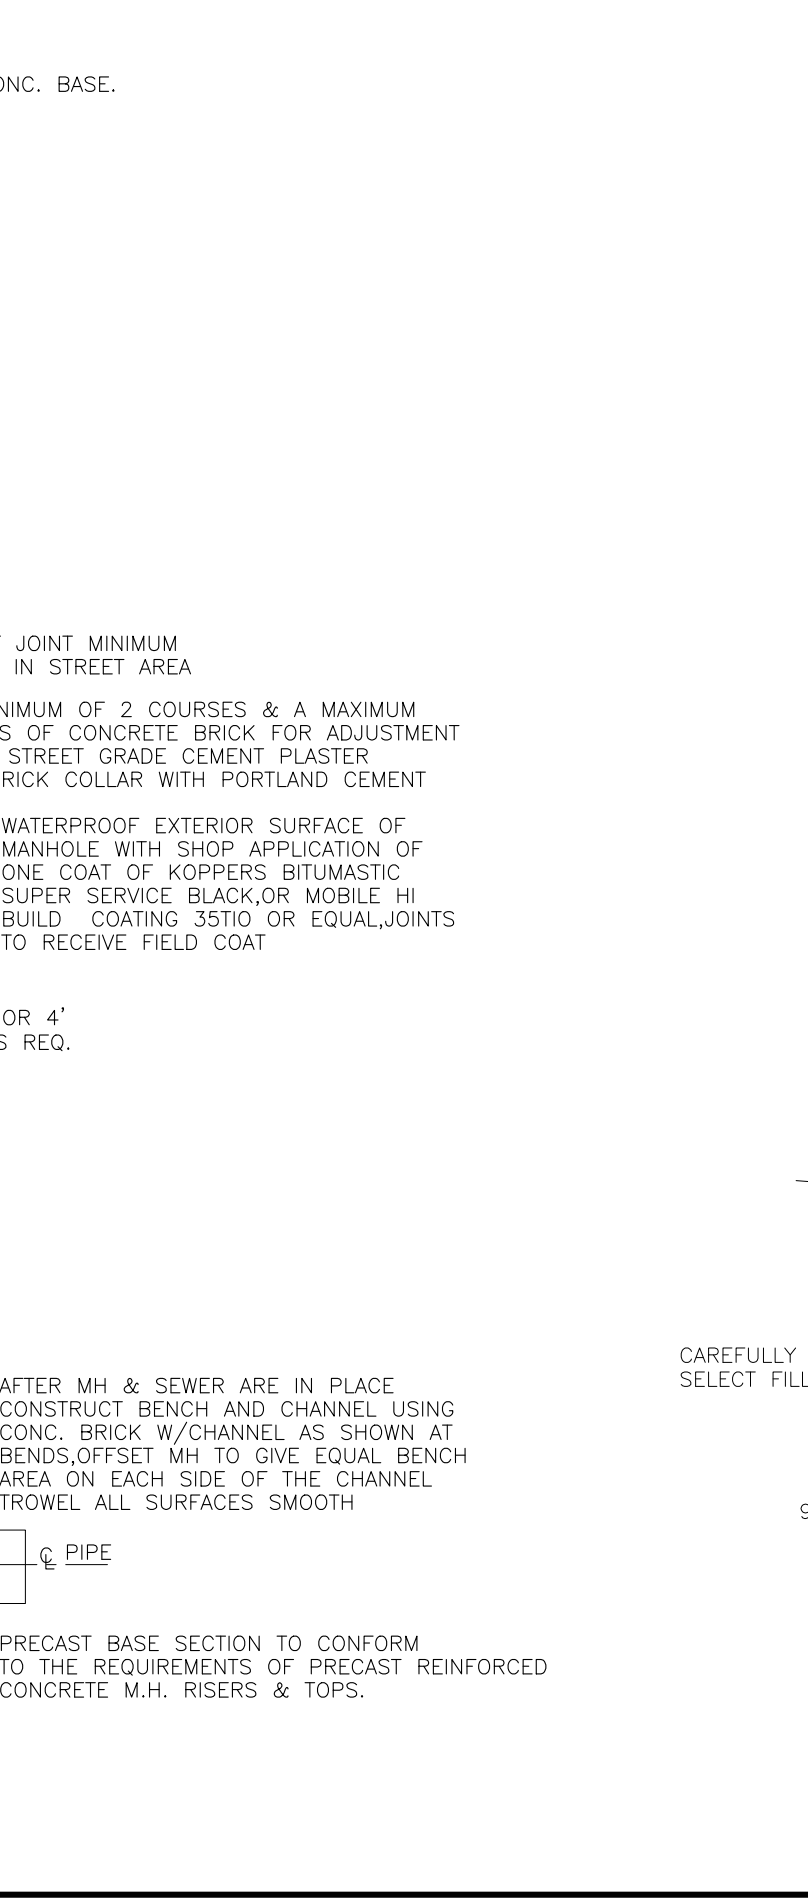 CONC. BASE.
JOINT MINIMUM
IN STREET AREA
OF 2 COURSES & A MAXIMUM
OF CONCRETE BRICK FOR ADJUSTMENT
STREET GRADE CEMENT PLASTER
RICK COLLAR WITH PORTLAND CEMENT
WATERPROOF EXTERIOR SURFACE OF
MANHOLE WITH SHOP APPLICATION OF
ONE COAT OF KOPPERS BITUMASTIC
SUPER SERVICE BLACK,OR MOBILE HI
BUILD COATING 35TIO OR EQUAL,JOINTS
TO RECEIVE FIELD COAT
OR 4'
S REQ.
CAREFULLY
SELECT FILL
AFTER MH & SEWER ARE IN PLACE
CONSTRUCT BENCH AND CHANNEL USING
CONC. BRICK W/CHANNEL AS SHOWN AT
BENDS,OFFSET MH TO GIVE EQUAL BENCH
AREA ON EACH SIDE OF THE CHANNEL
TROWEL ALL SURFACES SMOOTH
℄ PIPE
PRECAST BASE SECTION TO CONFORM
TO THE REQUIREMENTS OF PRECAST REINFORCED
CONCRETE M.H. RISERS & TOPS.